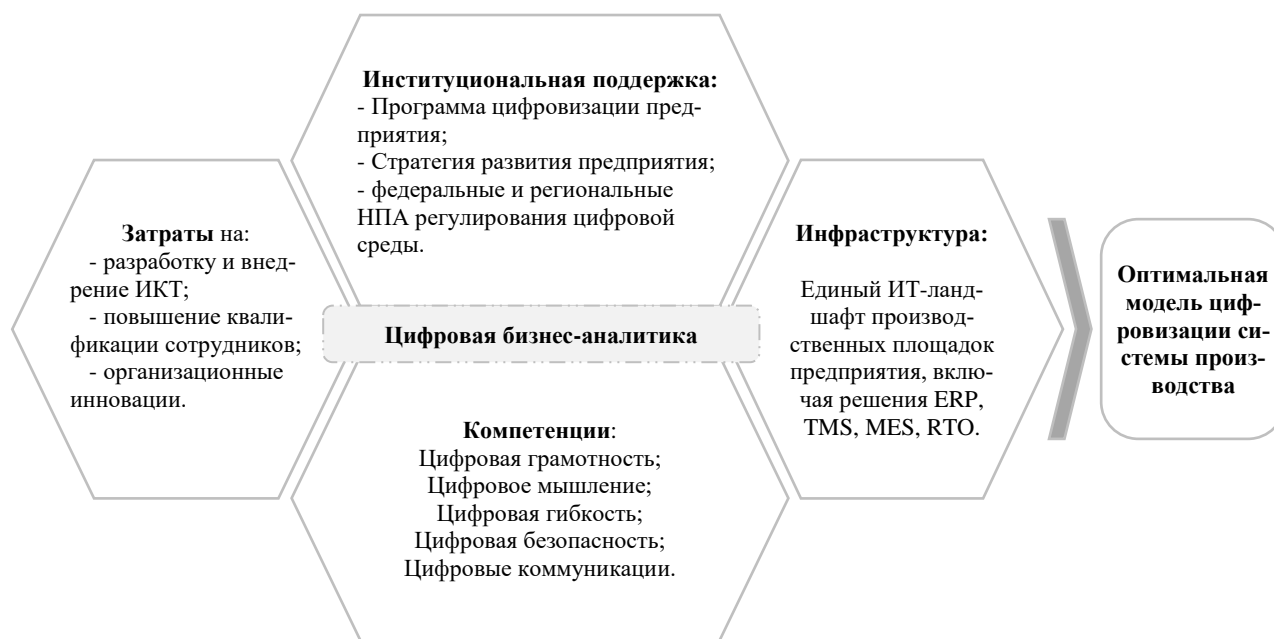 Институциональная поддержка:
- Программа цифровизации пред-
приятия;
- Стратегия развития предприятия;
- федеральные и региональные
НПА регулирования цифровой
среды.
Затраты на:
- разработку и внед-
рение ИКТ;
- повышение квали-
фикации сотрудников;
- организационные
инновации.
Цифровая бизнес-аналитика
Компетенции:
Цифровая грамотность;
Цифровое мышление;
Цифровая гибкость;
Цифровая безопасность;
Цифровые коммуникации.
Инфраструктура:
Единый ИТ-ланд-
шафт производ-
ственных площадок
предприятия, вклю-
чая решения ERP,
TMS, MES, RTO.
Оптимальная
модель циф-
ровизации си-
стемы произ-
водства